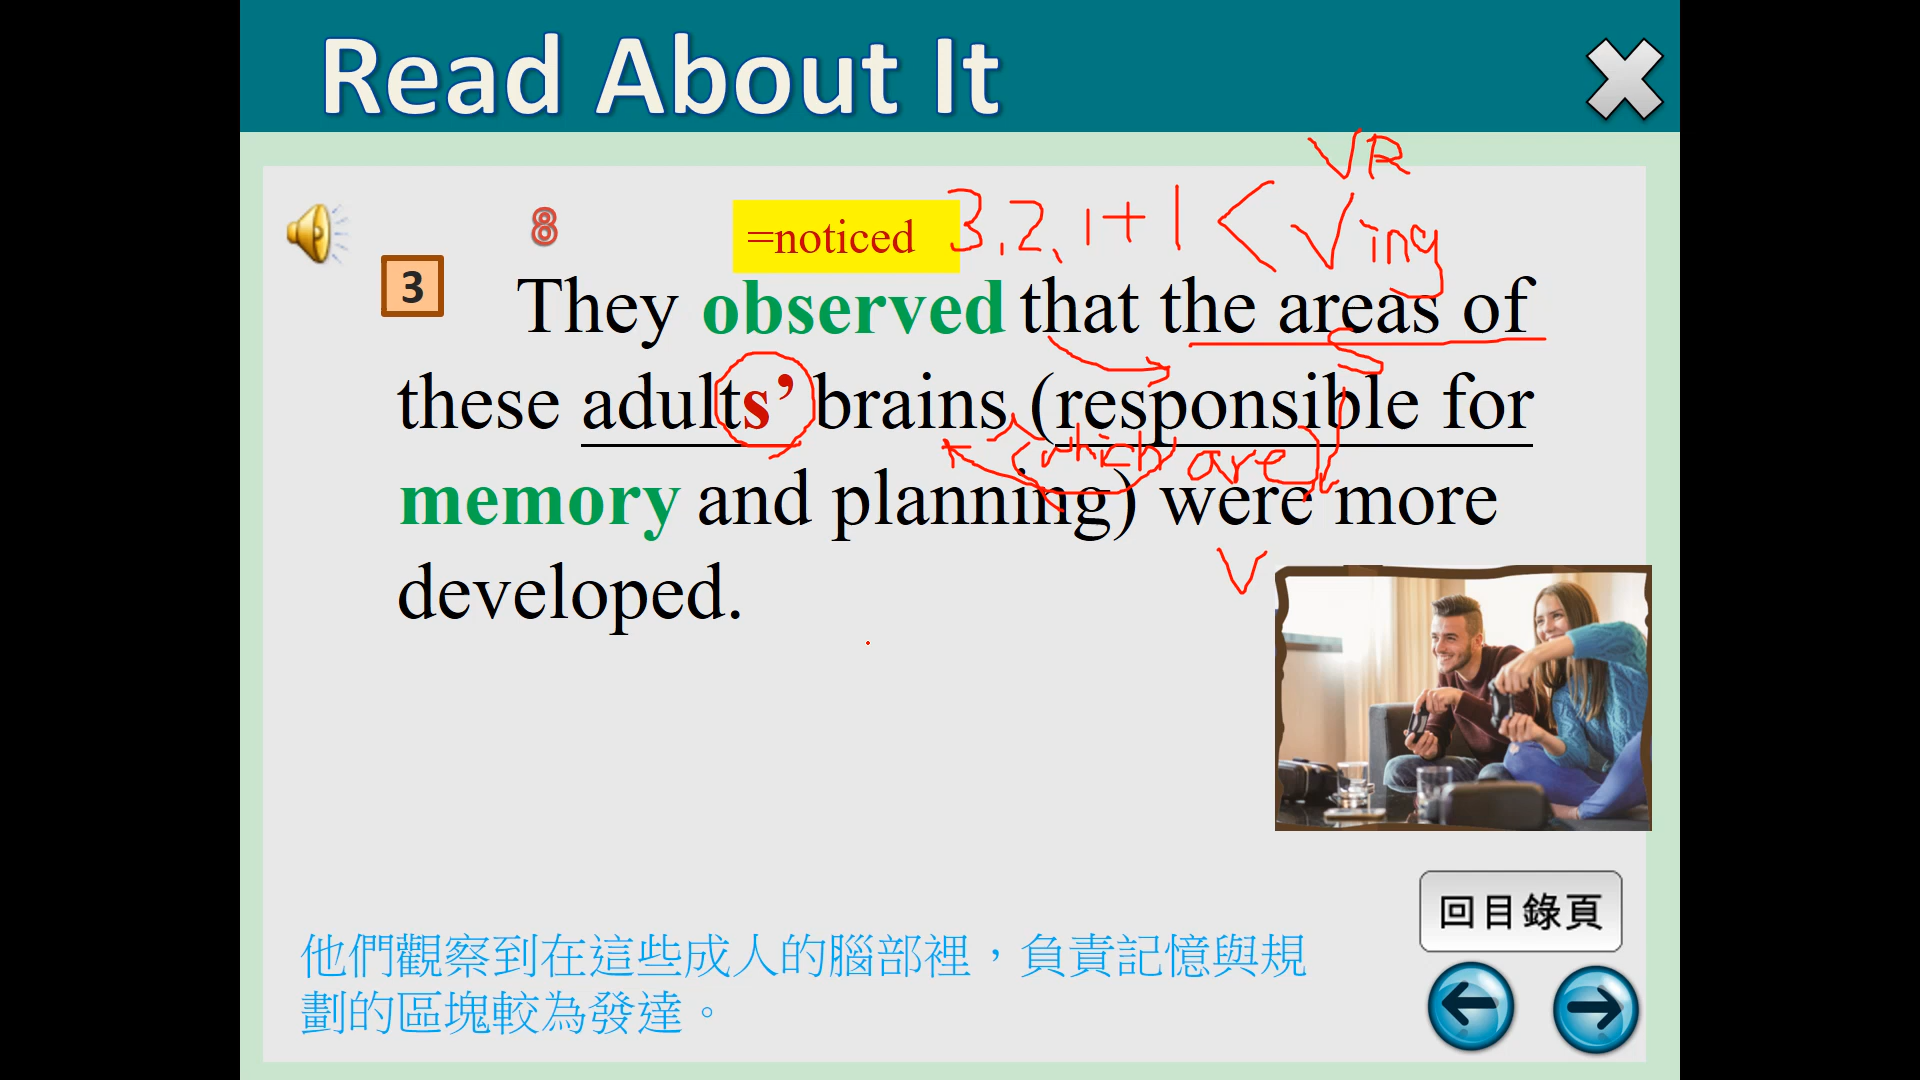 Read About It
VR
8
=noticed 3,2,1+1 < Ving
3
They observed that the areas of
S
these adults’ brains (responsible for
(which are)
memory and planning) were more
V
developed.
回目錄頁
他們觀察到在這些成人的腦部裡，負責記憶與規
劃的區塊較為發達。